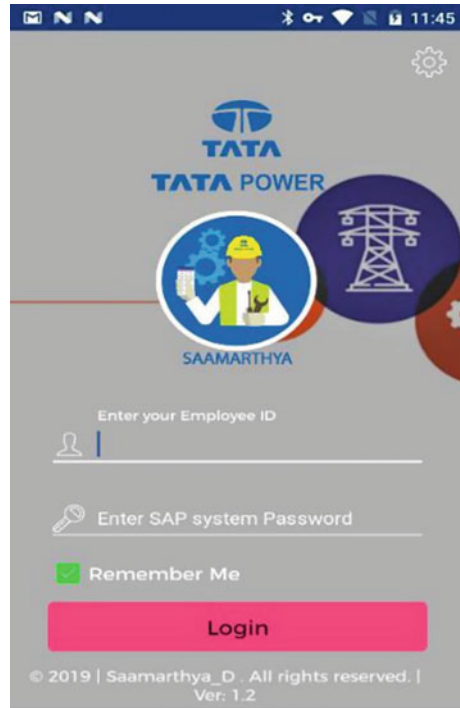 11:45
TATA
TATA POWER
SAAMARTHYA
Enter your Employee ID
Enter SAP system Password
Remember Me
Login
© 2019 | Saamarthya_D . All rights reserved. |
Ver: 1.2